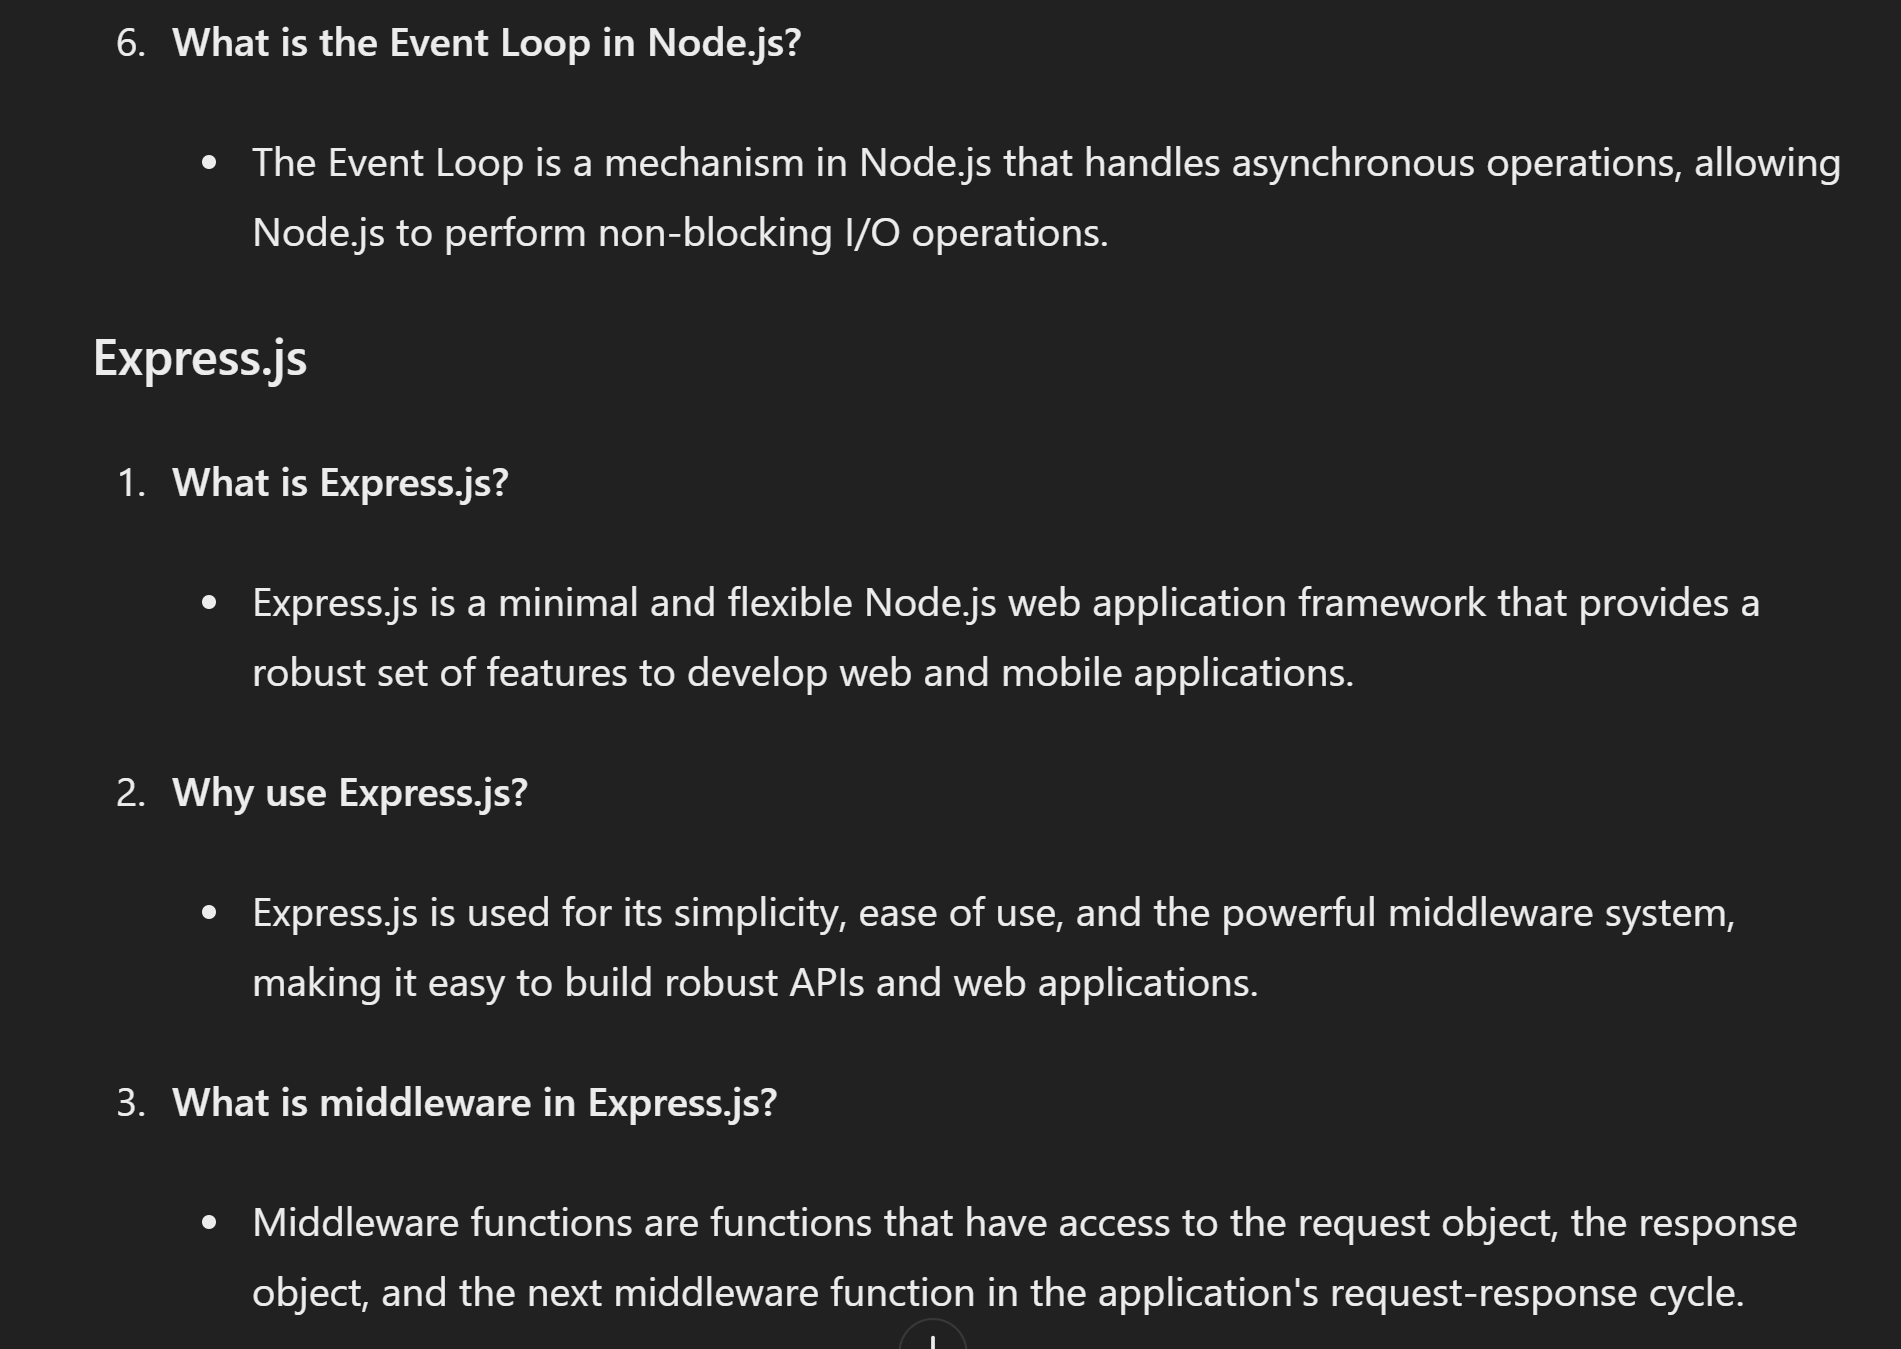 6. What is the Event Loop in Node.js?
• The Event Loop is a mechanism in Node.js that handles asynchronous operations, allowing
Node.js to perform non-blocking I/O operations.
Express.js
1. What is Express.js?
• Express.js is a minimal and flexible Node.js web application framework that provides a
robust set of features to develop web and mobile applications.
2. Why use Express.js?
• Express.js is used for its simplicity, ease of use, and the powerful middleware system,
making it easy to build robust APIs and web applications.
3. What is middleware in Express.js?
• Middleware functions are functions that have access to the request object, the response
object, and the next middleware function in the application's request-response cycle.